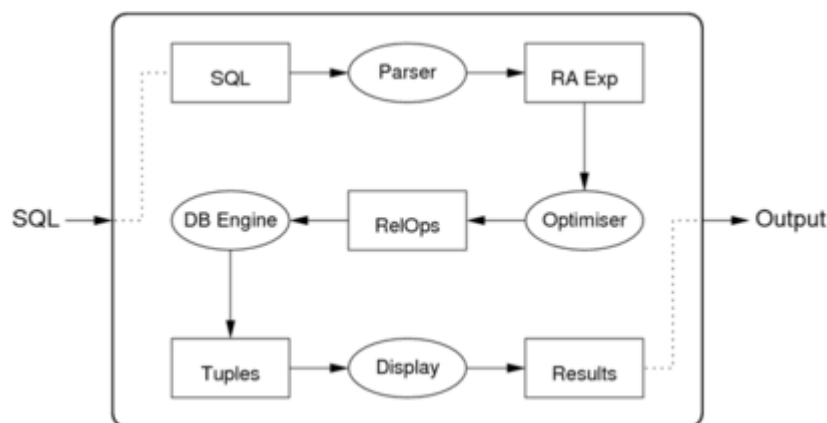 SQL
Parser
RA Exp
SQL
DB Engine
RelOps
Optimiser
Output
Tuples
Display
Results